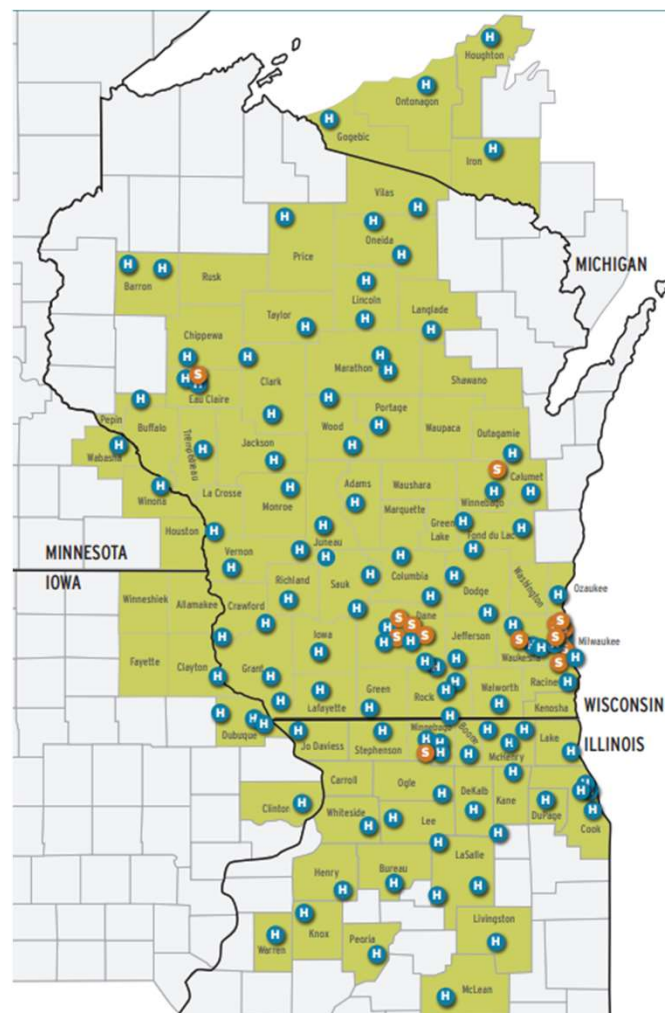 Houghton
Ontonagon
Gogebic
Iron
Vilas
Oneida
MICHIGAN
Price
Barron
Rusk
Lincoln
Taylor
Langlade
Chippewa
Marathon
Clark
Shawano
Eau Claire
Portage
Pepin
Buffalo
Wood
Waupaca
Outagamie
Trempealeau
Jackson
Wabasha
Calumet
Adams
Waushara
Winnebago
Winona
La Crosse
Monroe
Marquette
Green
Lake
Houston
Juneau
Fond du Lac
Vernon
MINNESOTA
IOWA
Richland
Sauk
Columbia
Dodge
Washington
Ozaukee
Winneshiek
Allamakee
Crawford
Dane
Jefferson
Milwaukee
Iowa
Waukesha
Fayette
Clayton
Grant
Racine
Green
Rock
Walworth
Lafayette
Kenosha
WISCONSIN
Dubuque
Winnebago
Boone
ILLINOIS
Jo Daviess
Stephenson
McHenry
Lake
Carroll
Ogle
DeKalb
Kane
Clinton
Whiteside
Lee
DuPage
Cook
LaSalle
Henry
Bureau
Knox
Livingston
Warren
Peoria
McLean